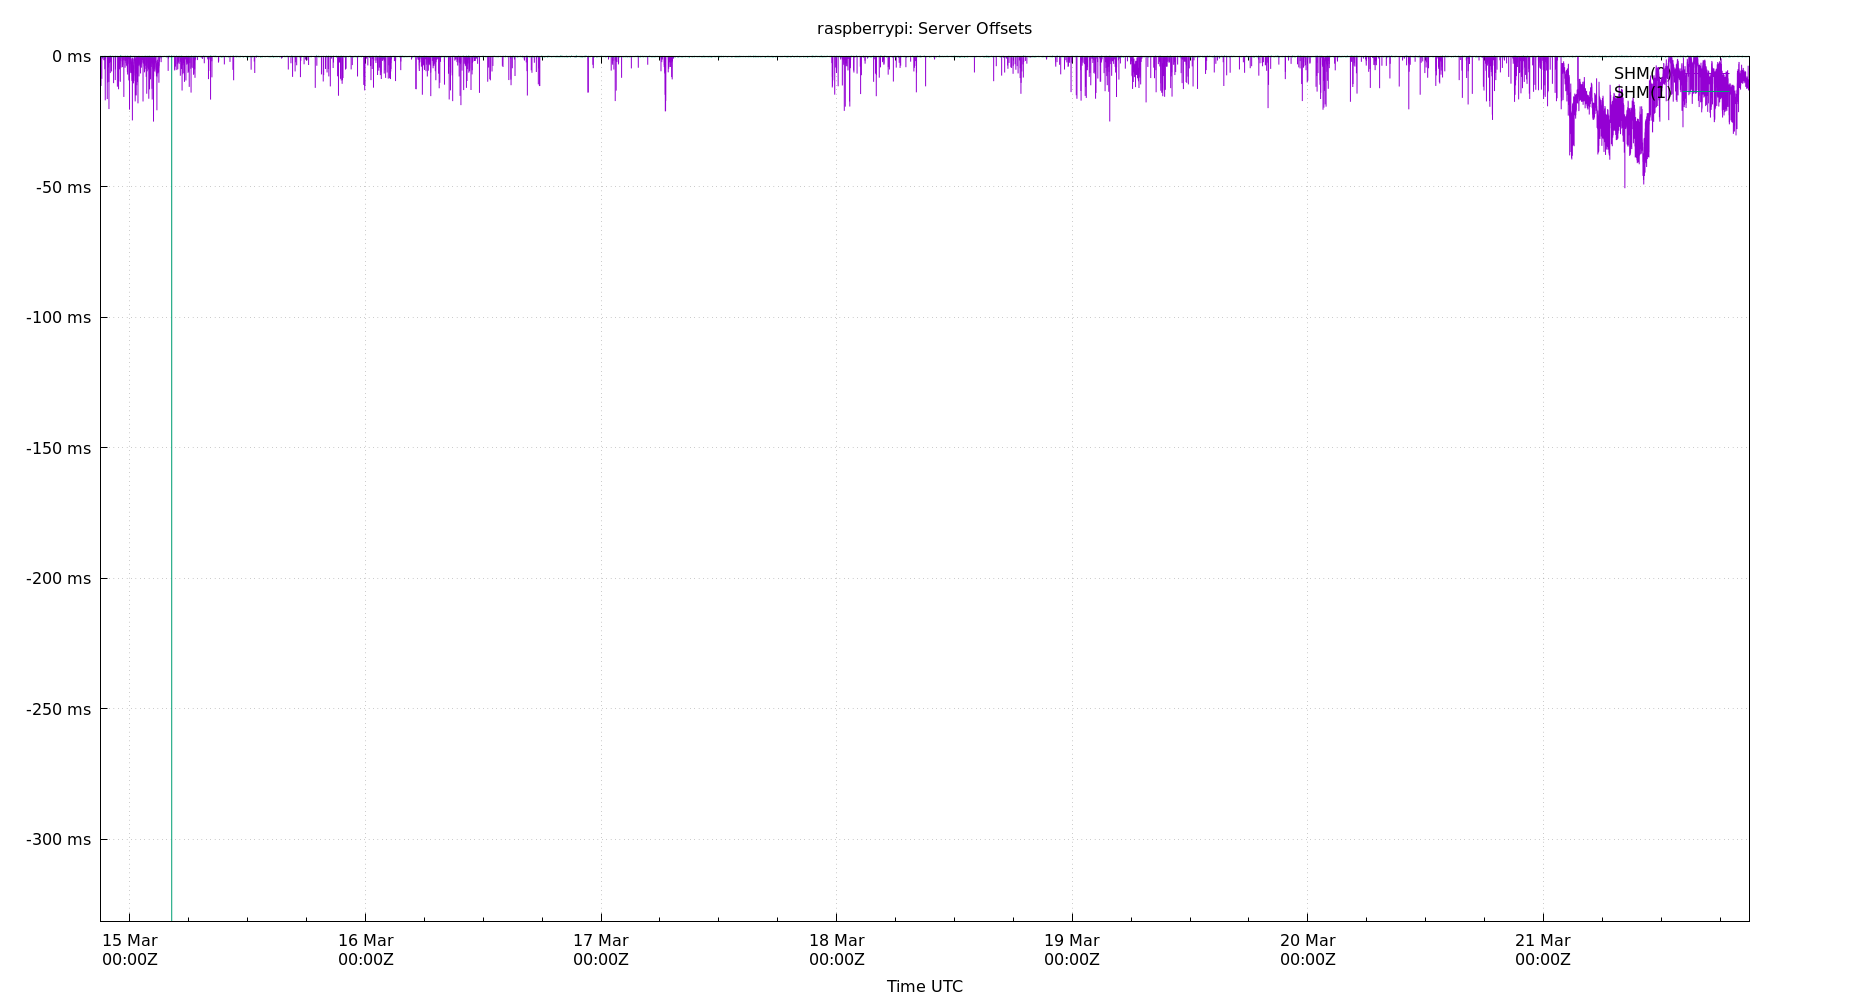 raspberrypi: Server Offsets
0 ms
SHM(0)
SHM(1)
-50 ms
-100 ms
-150 ms
-200 ms
-250 ms
-300 ms
15 Mar 16 Mar 17 Mar 18 Mar 19 Mar 20 Mar 21 Mar
00:00Z 00:00Z 00:00Z 00:00Z 00:00Z 00:00Z 00:00Z
Time UTC